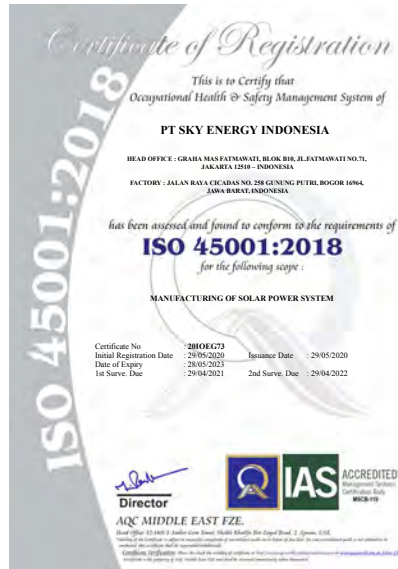 Certificate of Registration
This is to Certify that
Occupational Health & Safety Management System of
PT SKY ENERGY INDONESIA
HEAD OFFICE : GRAHA MAS FATMAWATI, BLOK B10, JL.FATMAWATI NO.71,
JAKARTA 12510 – INDONESIA
FACTORY : JALAN RAYA CICADAS NO. 258 GUNUNG PUTRI, BOGOR 16964,
JAWA BARAT, INDONESIA
has been assessed and found to conform to the requirements of
ISO 45001:2018
for the following scope :
MANUFACTURING OF SOLAR POWER SYSTEM
Certificate No : 20IOEG73
Initial Registration Date : 29/05/2020 Issuance Date : 29/05/2020
Date of Expiry : 28/05/2023
1st Surve. Due : 29/04/2021 2nd Surve. Due : 29/04/2022
ISO 45001:2018
Director
IAS
ACCREDITED
Management Systems
Certification Body
MSCB-119
AQC MIDDLE EAST FZE.